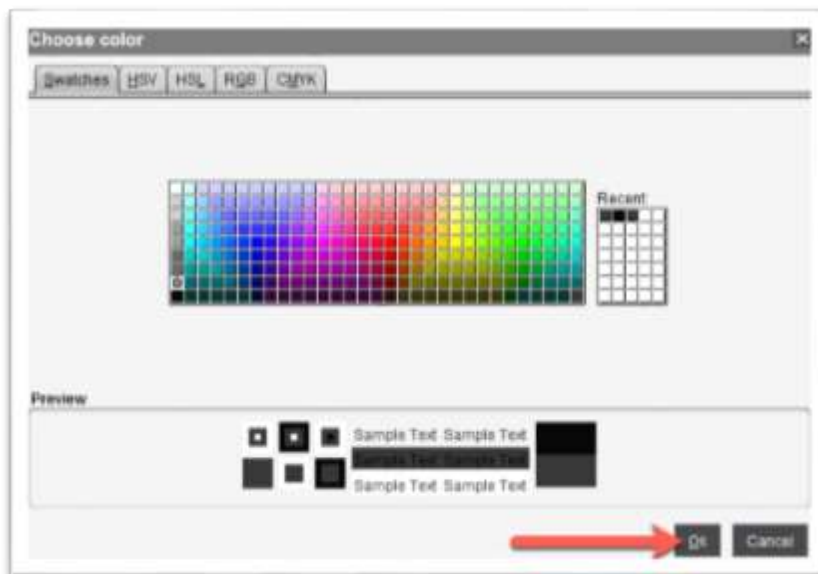 Choose color
Swatches HSV HSL RGB CMYK
Recent:
Preview
Sample Text Sample Text
Sample Text Sample Text
Sample Text Sample Text
OK Cancel